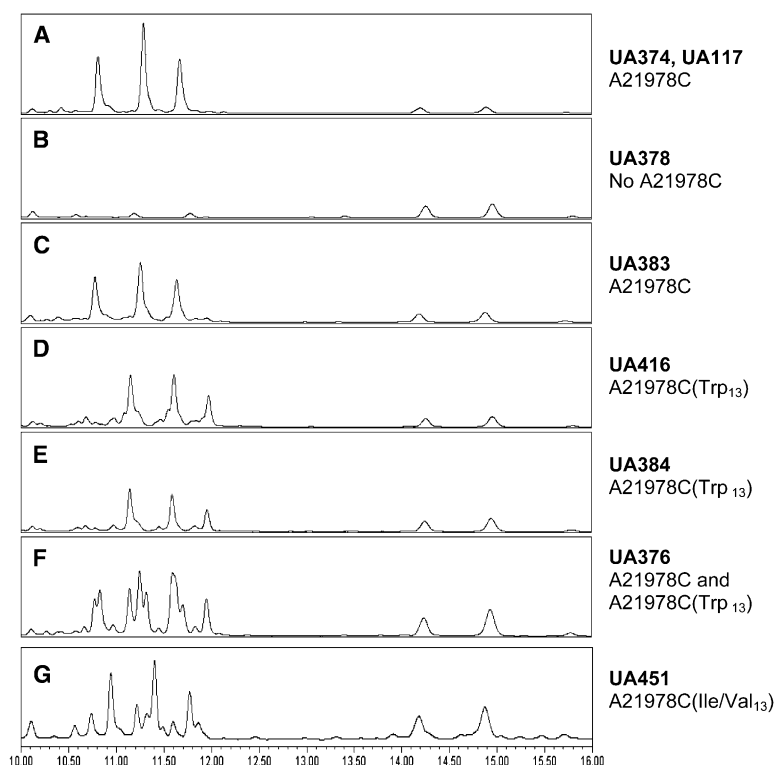 A
UA374, UA117
A21978C
B
UA378
No A21978C
C
UA383
A21978C
D
UA416
A21978C(Trp₁₃)
E
UA384
A21978C(Trp ₁₃)
F
UA376
A21978C and
A21978C(Trp ₁₃)
G
UA451
A21978C(Ile/Val₁₃)
10.00 10.50 11.00 11.50 12.00 12.50 13.00 13.50 14.00 14.50 15.00 15.50 16.00